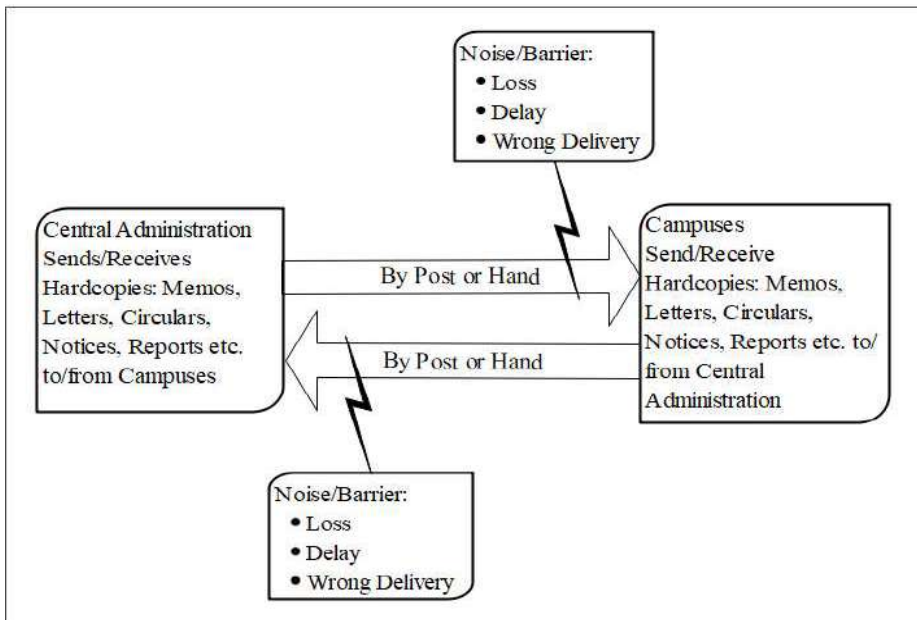 Noise/Barrier:
• Loss
• Delay
• Wrong Delivery
Central Administration
Sends/Receives
Hardcopies: Memos,
Letters, Circulars,
Notices, Reports etc.
to/from Campuses
By Post or Hand
By Post or Hand
Campuses
Send/Receive
Hardcopies: Memos,
Letters, Circulars,
Notices, Reports etc. to/
from Central
Administration
Noise/Barrier:
• Loss
• Delay
• Wrong Delivery